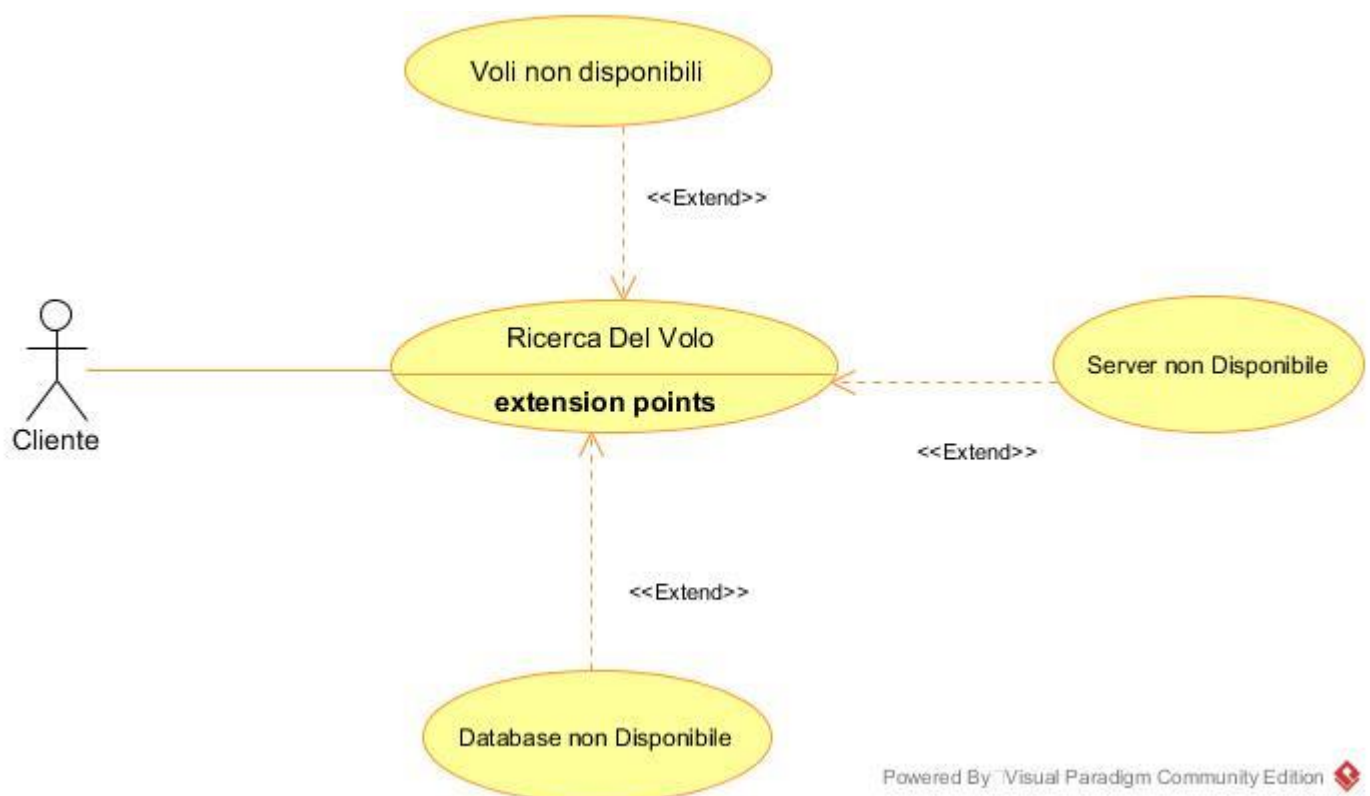 Voli non disponibili
<<Extend>>
Ricerca Del Volo
extension points
Server non Disponibile
Cliente
<<Extend>>
<<Extend>>
Database non Disponibile
Powered By Visual Paradigm Community Edition